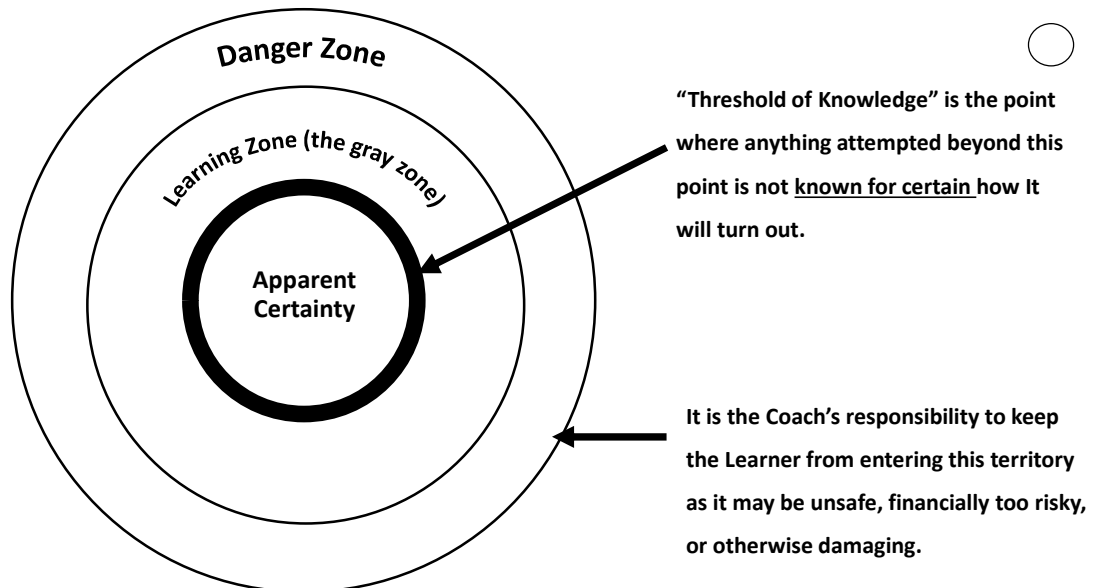 Danger Zone
Learning Zone (the gray zone)
Apparent
Certainty
“Threshold of Knowledge” is the point
where anything attempted beyond this
point is not known for certain how It
will turn out.
It is the Coach’s responsibility to keep
the Learner from entering this territory
as it may be unsafe, financially too risky,
or otherwise damaging.